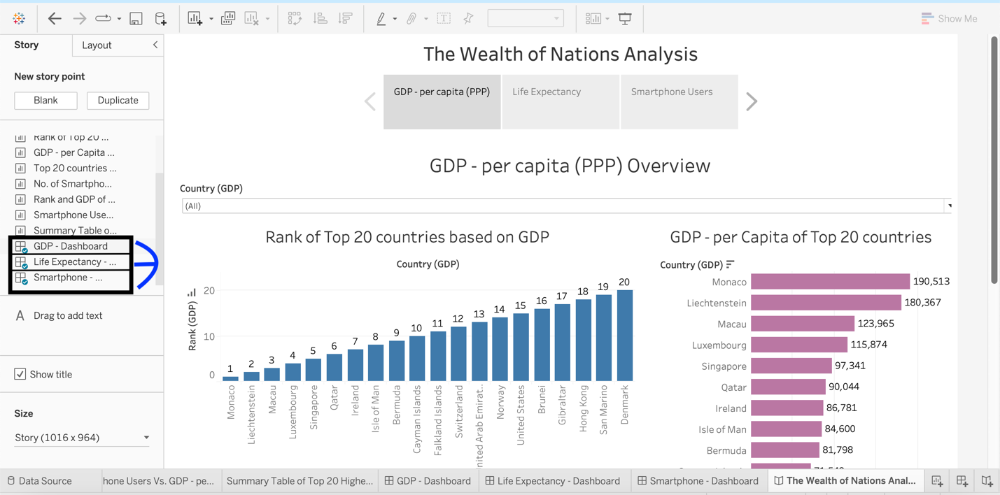 Show Me
Story
Layout
New story point
Blank
Duplicate
Rank of Top 20 ...
GDP - per Capita ...
Top 20 countries ...
No. of Smartpho...
Rank and GDP of ...
Smartphone Use...
Summary Table o...
GDP - Dashboard
Life Expectancy - ...
Smartphone - ...
A Drag to add text
Show title
Size
Story (1016 x 964)
The Wealth of Nations Analysis
GDP - per capita (PPP)
Life Expectancy
Smartphone Users
GDP - per capita (PPP) Overview
Country (GDP)
(All)
Rank of Top 20 countries based on GDP
Country (GDP)
Rank (GDP)
20
10
0
1
2
3
4
5
6
7
8
9
10
11
12
13
14
15
16
17
18
19
20
Monaco
Liechtenstein
Macau
Luxembourg
Singapore
Qatar
Ireland
Isle of Man
Bermuda
Cayman Islands
Falkland Islands
Switzerland
United Arab Emirat..
Norway
United States
Brunei
Gibraltar
Hong Kong
San Marino
Denmark
GDP - per Capita of Top 20 countries
Country (GDP)
Monaco 190,513
Liechtenstein 180,367
Macau 123,965
Luxembourg 115,874
Singapore 97,341
Qatar 90,044
Ireland 86,781
Isle of Man 84,600
Bermuda 81,798
Data Source
hone Users Vs. GDP - pe...
Summary Table of Top 20 Highe...
GDP - Dashboard
Life Expectancy - Dashboard
Smartphone - Dashboard
The Wealth of Nations Anal...